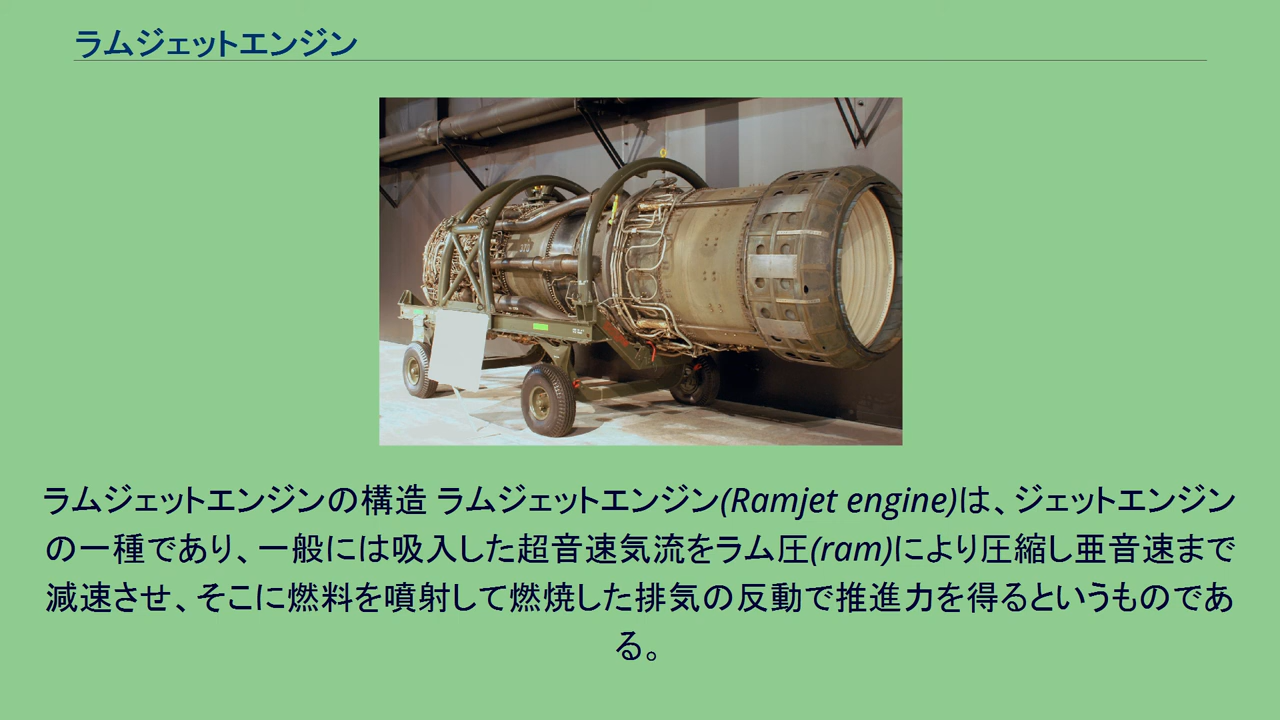 ラムジェットエンジン
ラムジェットエンジンの構造 ラムジェットエンジン(Ramjet engine)は、ジェットエンジン
の一種であり、一般には吸入した超音速気流をラム圧(ram)により圧縮し亜音速まで
減速させ、そこに燃料を噴射して燃焼した排気の反動で推進力を得るというものであ
る。